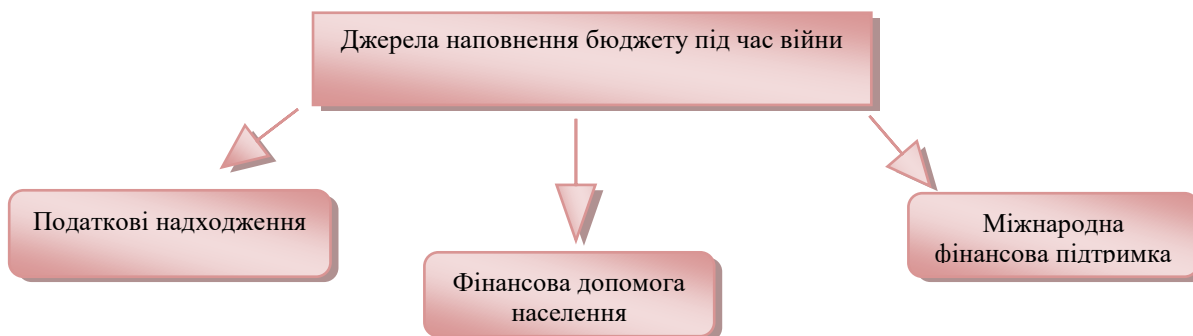 Джерела наповнення бюджету під час війни
Податкові надходження
Міжнародна
фінансова підтримка
Фінансова допомога
населення